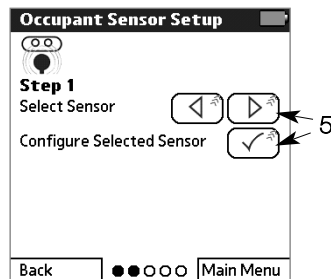 Occupant Sensor Setup
Step 1
Select Sensor
Configure Selected Sensor
5
Back
Main Menu